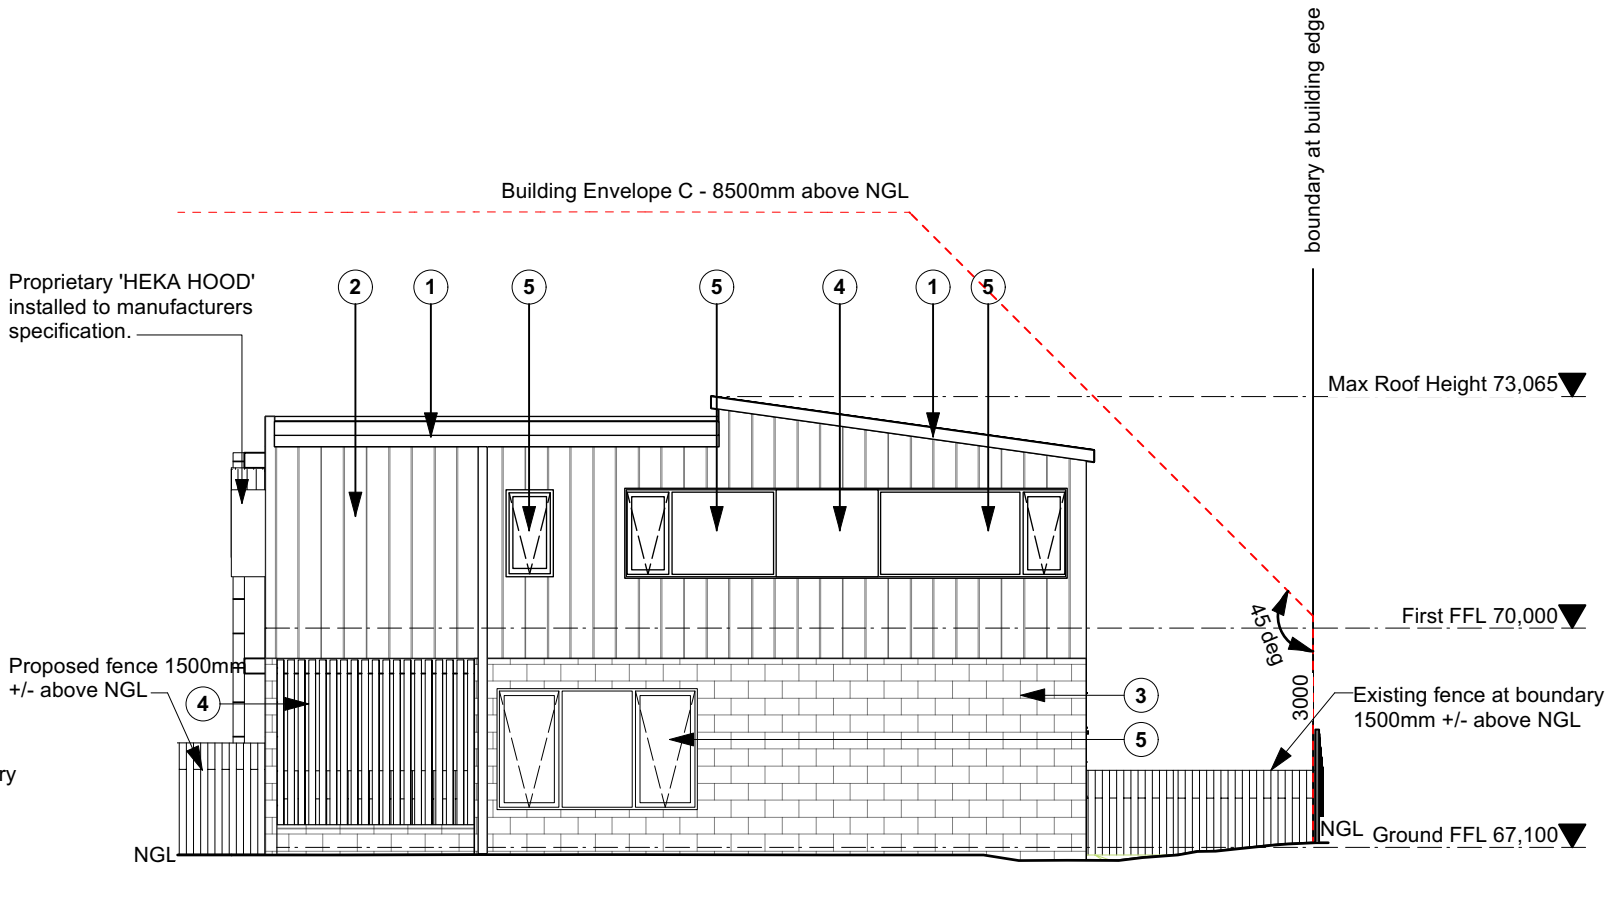 boundary at building edge
Building Envelope C - 8500mm above NGL
Proprietary 'HEKA HOOD'
installed to manufacturers
specification.
2
1
5
5
4
1
5
Max Roof Height 73,065
First FFL 70,000
45 deg
Proposed fence 1500mm
+/- above NGL
4
3
3000
Existing fence at boundary
1500mm +/- above NGL
5
ry
NGL
Ground FFL 67,100
NGL